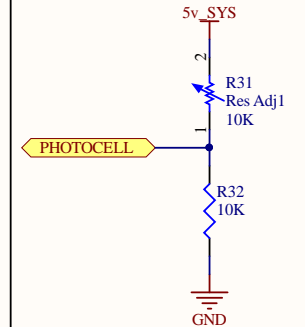 5v_SYS
2
R31
Res Adj1
10K
1
PHOTOCELL
R32
10K
GND